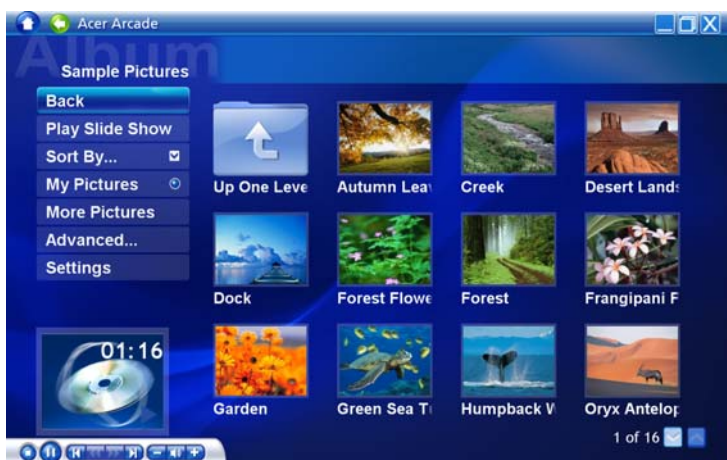 Acer Arcade
Album
Sample Pictures
Back
Play Slide Show
Sort By...
My Pictures
More Pictures
Advanced...
Settings
Up One Leve
Autumn Lea
Creek
Desert Lands
Dock
Forest Flowe
Forest
Frangipani F
Garden
Green Sea T
Humpback W
Oryx Antelop
01:16
1 of 16